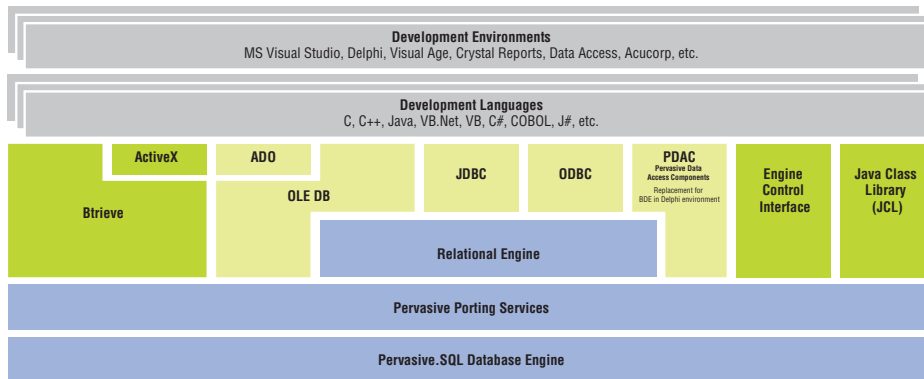 Development Environments
MS Visual Studio, Delphi, Visual Age, Crystal Reports, Data Access, Acucorp, etc.
Development Languages
C, C++, Java, VB.Net, VB, C#, COBOL, J#, etc.
Btrieve
ActiveX
ADO
OLE DB
JDBC
ODBC
PDAC
Pervasive Data
Access Components
Replacement for
BDE in Delphi environment
Engine
Control
Interface
Java Class
Library
(JCL)
Relational Engine
Pervasive Porting Services
Pervasive.SQL Database Engine